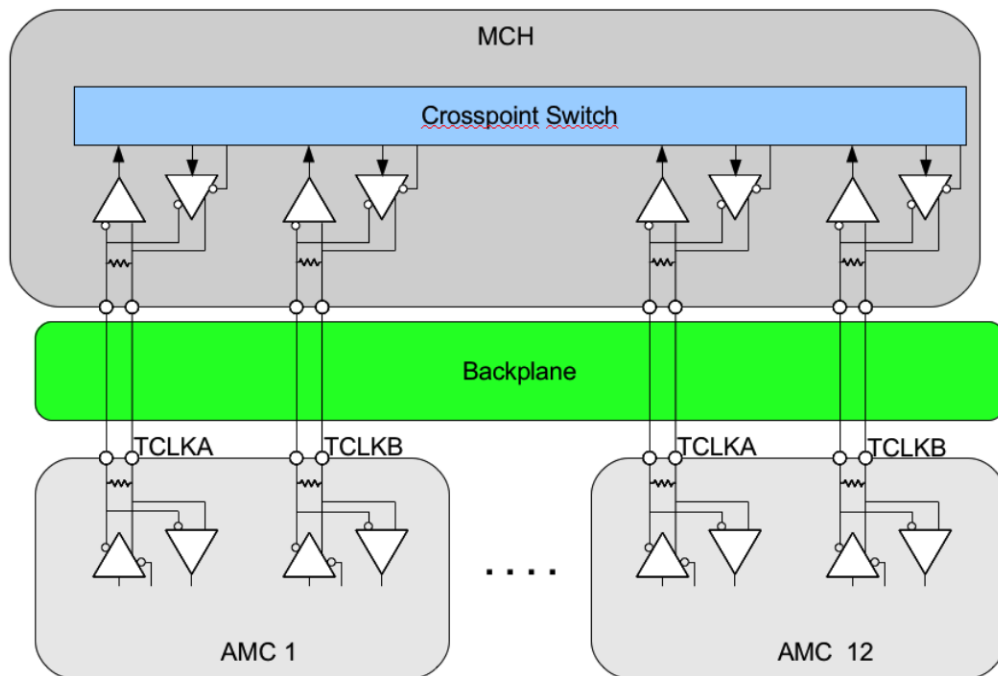 MCH
Crosspoint Switch
Backplane
TCLKA TCLKB TCLKA TCLKB
. . . .
AMC 1 AMC 12